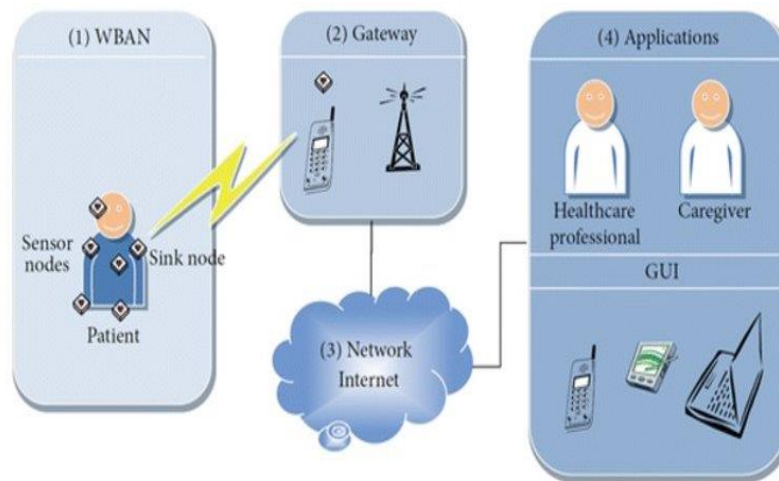 (1) WBAN
Sensor
nodes
Sink node
Patient
(2) Gateway
(3) Network
Internet
(4) Applications
Healthcare
professional
Caregiver
GUI